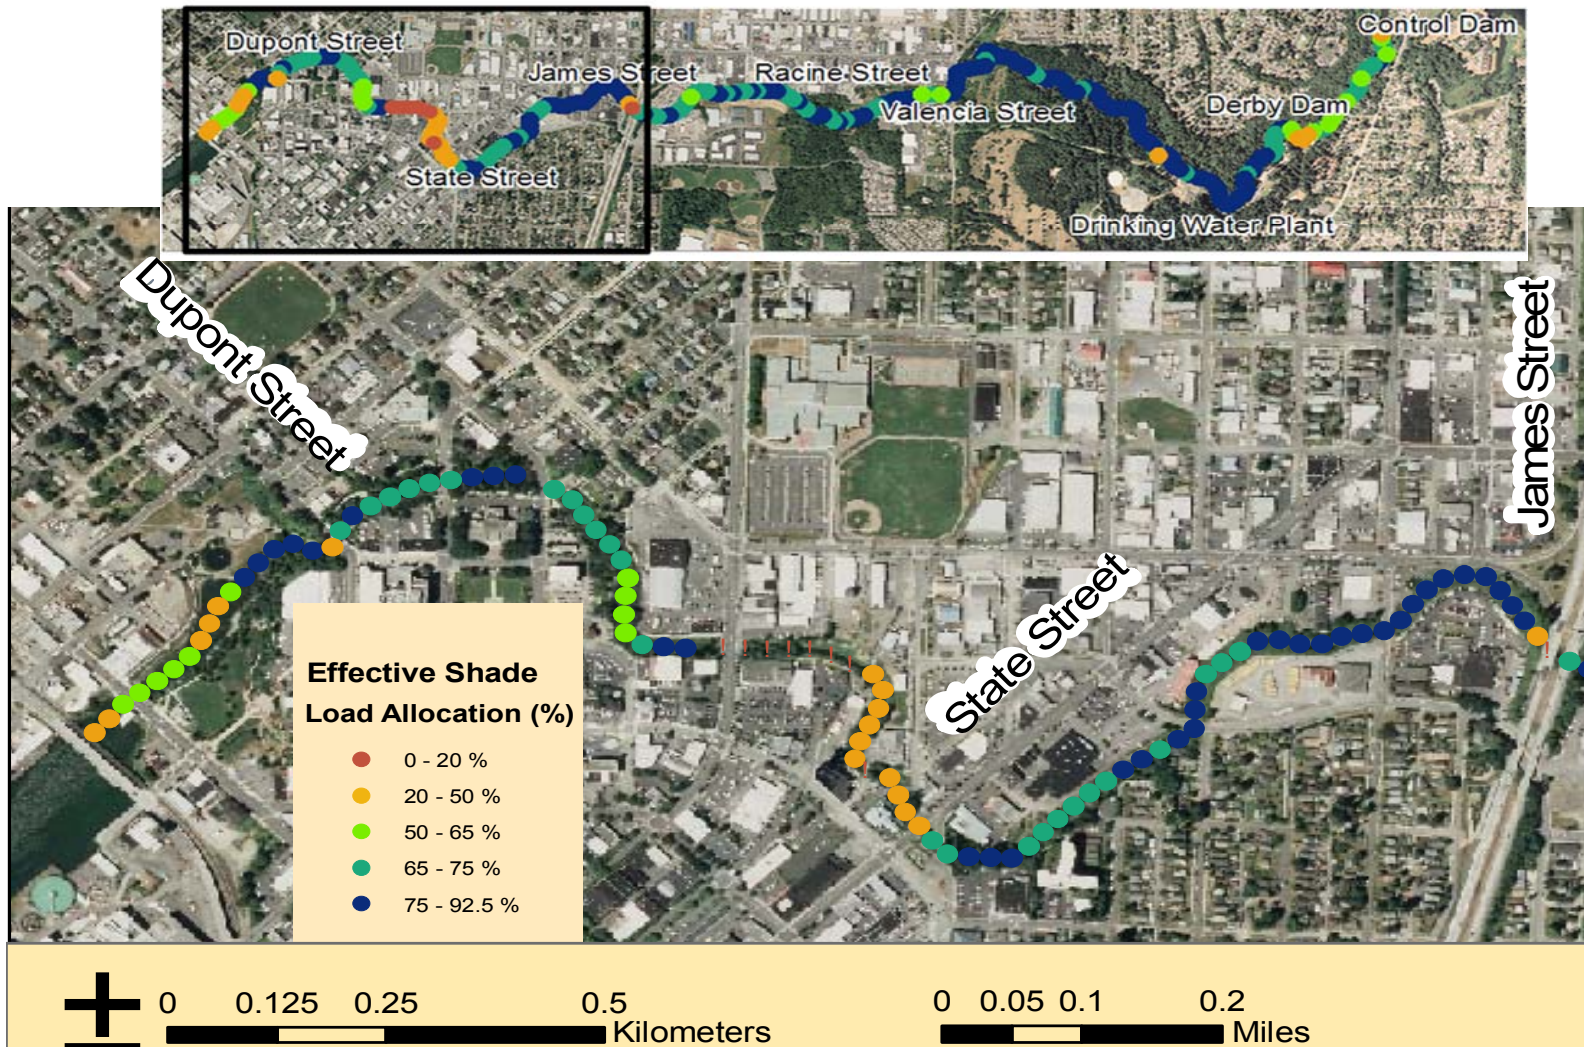 Control Dam
Dupont Street
James Street
Racine Street
Valencia Street
Derby Dam
State Street
Drinking Water Plant
Dupont Street
James Street
State Street
Effective Shade
Load Allocation (%)
0 - 20 %
20 - 50 %
50 - 65 %
65 - 75 %
75 - 92.5 %
0 0.125 0.25 0.5
Kilometers
0 0.05 0.1 0.2
Miles